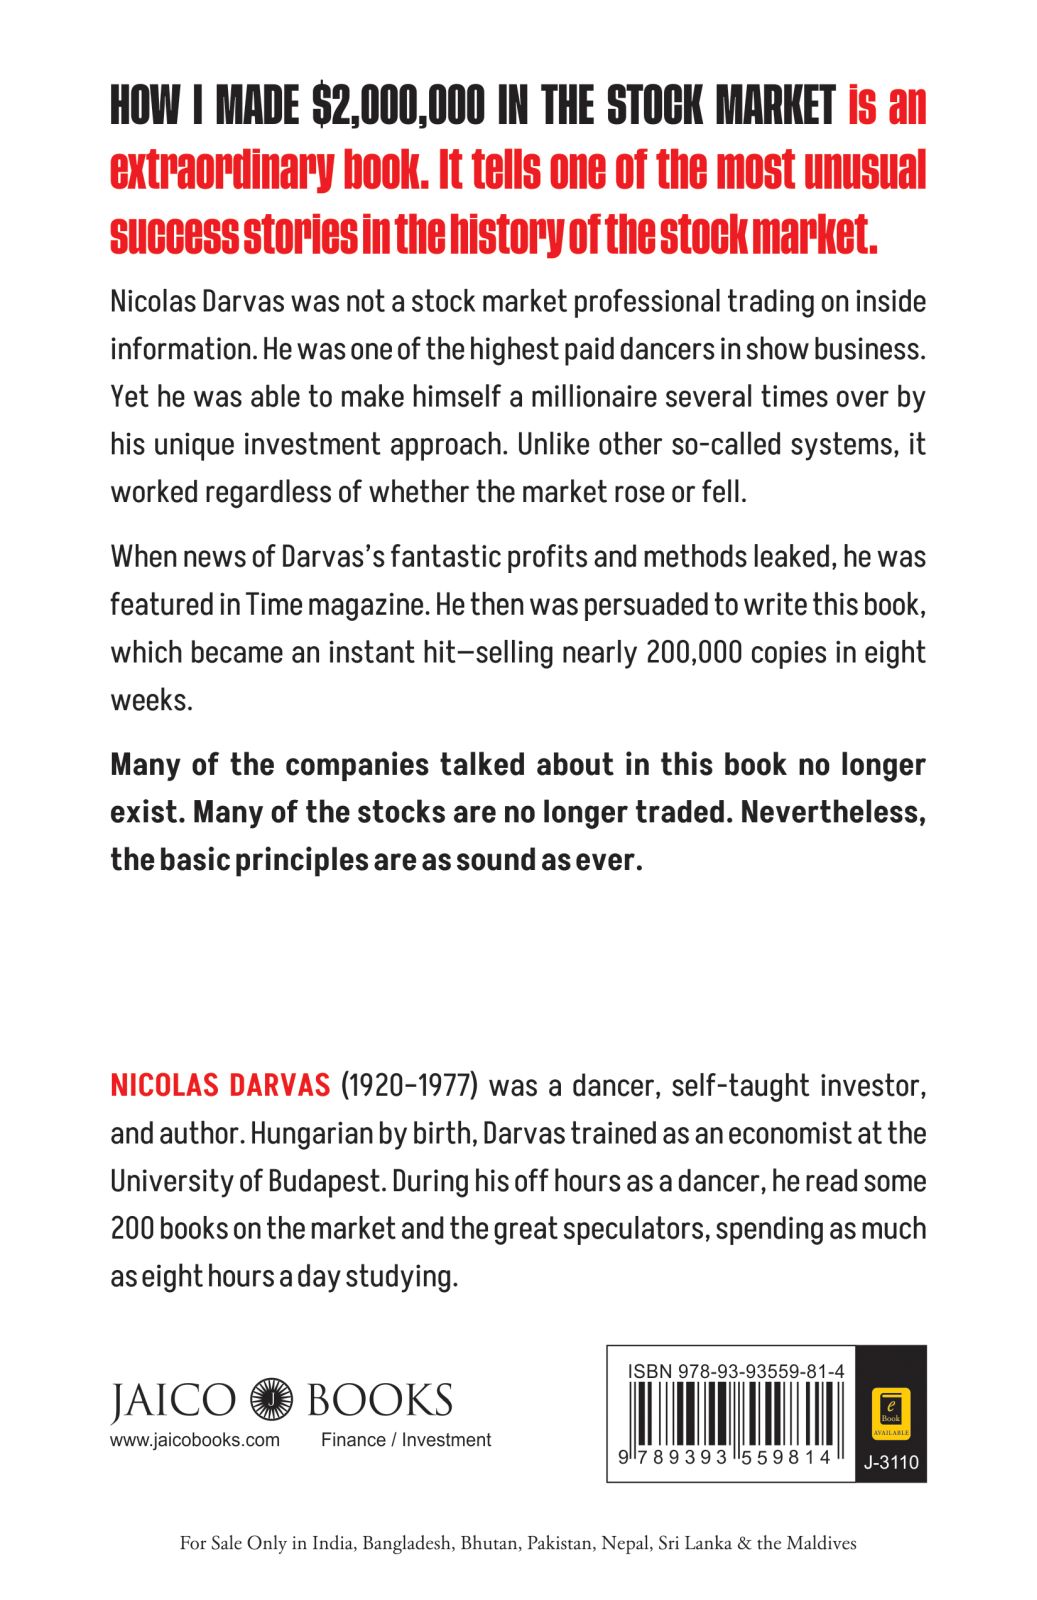 HOW I MADE $2,000,000 IN THE STOCK MARKET is an
extraordinary book. It tells one of the most unusual
success stories in the history of the stock market.
Nicolas Darvas was not a stock market professional trading on inside
information. He was one of the highest paid dancers in show business.
Yet he was able to make himself a millionaire several times over by
his unique investment approach. Unlike other so-called systems, it
worked regardless of whether the market rose or fell.
When news of Darvas’s fantastic profits and methods leaked, he was
featured in Time magazine. He then was persuaded to write this book,
which became an instant hit—selling nearly 200,000 copies in eight
weeks.
Many of the companies talked about in this book no longer
exist. Many of the stocks are no longer traded. Nevertheless,
the basic principles are as sound as ever.
NICOLAS DARVAS (1920–1977) was a dancer, self-taught investor,
and author. Hungarian by birth, Darvas trained as an economist at the
University of Budapest. During his off hours as a dancer, he read some
200 books on the market and the great speculators, spending as much
as eight hours a day studying.
JAICO J BOOKS
www.jaicobooks.com Finance / Investment
ISBN 978-93-93559-81-4
9 789393 559814
e
Book
AVAILABLE
J-3110
For Sale Only in India, Bangladesh, Bhutan, Pakistan, Nepal, Sri Lanka & the Maldives